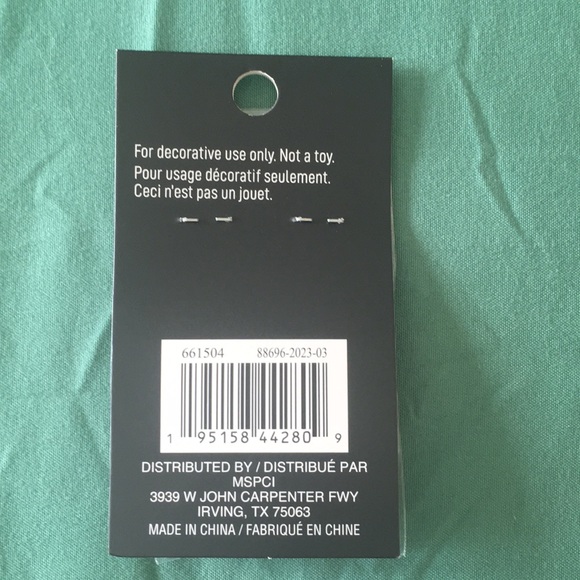 For decorative use only. Not a toy.
Pour usage décoratif seulement.
Ceci n'est pas un jouet.
661504 88696-2023-03
1 95158 44280 9
DISTRIBUTED BY / DISTRIBUÉ PAR
MSPCI
3939 W JOHN CARPENTER FWY
IRVING, TX 75063
MADE IN CHINA / FABRIQUÉ EN CHINE